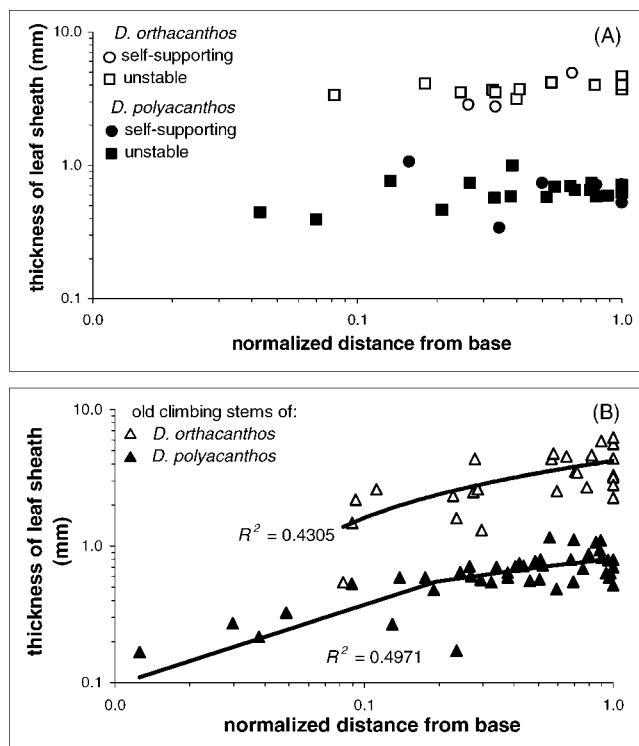 (A)
D. orthacanthos
self-supporting
unstable
D. polyacanthos
self-supporting
unstable
thickness of leaf sheath (mm)
10.0
1.0
0.1
0.0
0.1
1.0
normalized distance from base
(B)
old climbing stems of:
D. orthacanthos
D. polyacanthos
thickness of leaf sheath
(mm)
10.0
1.0
0.1
R² = 0.4305
R² = 0.4971
0.0
0.1
1.0
normalized distance from base